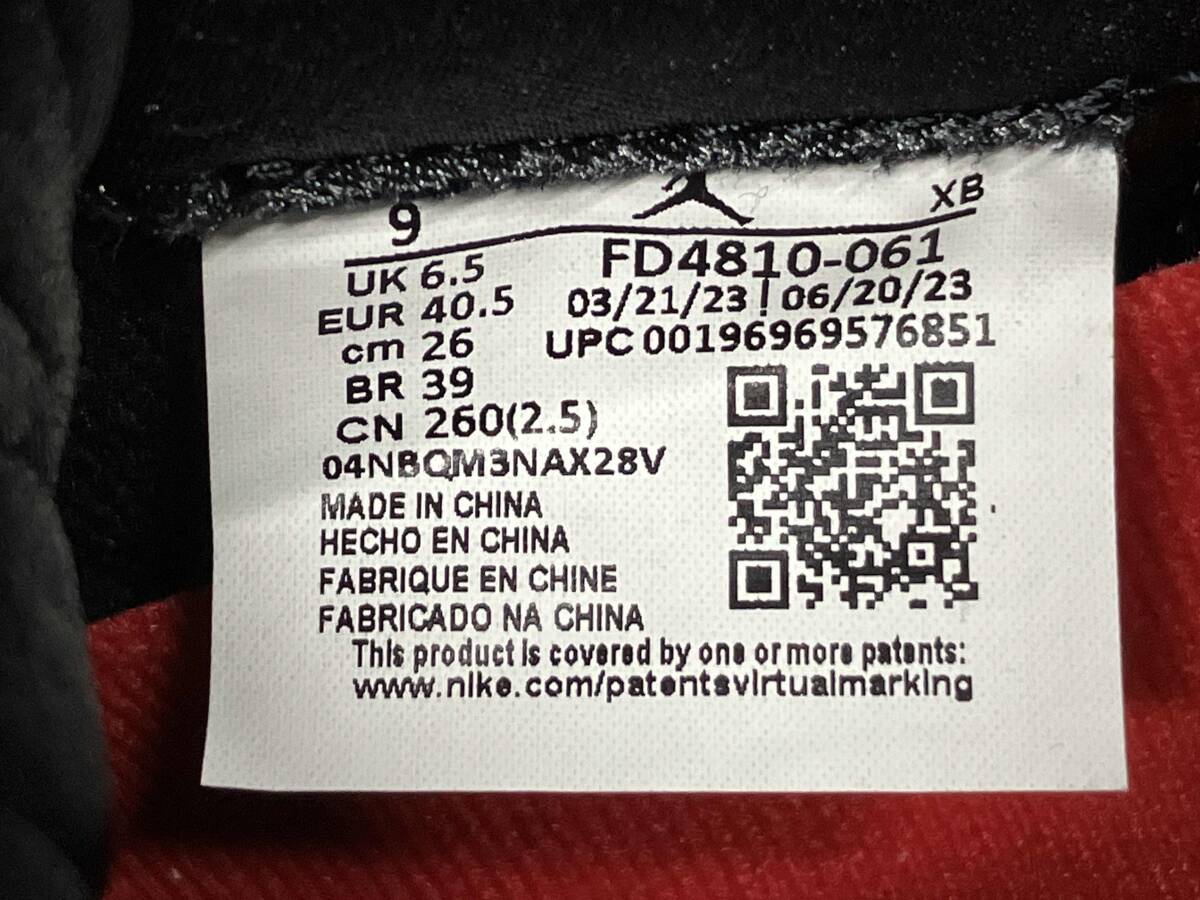 9
XB
UK 6.5
FD4810-061
EUR 40.5
03/21/23 ! 06/20/23
cm 26
UPC 00196969576851
BR 39
CN 260(2.5)
04NBQM3NAX28V
MADE IN CHINA
HECHO EN CHINA
FABRIQUE EN CHINE
FABRICADO NA CHINA
This product is covered by one or more patents:
www.nike.com/patentsvirtualmarking